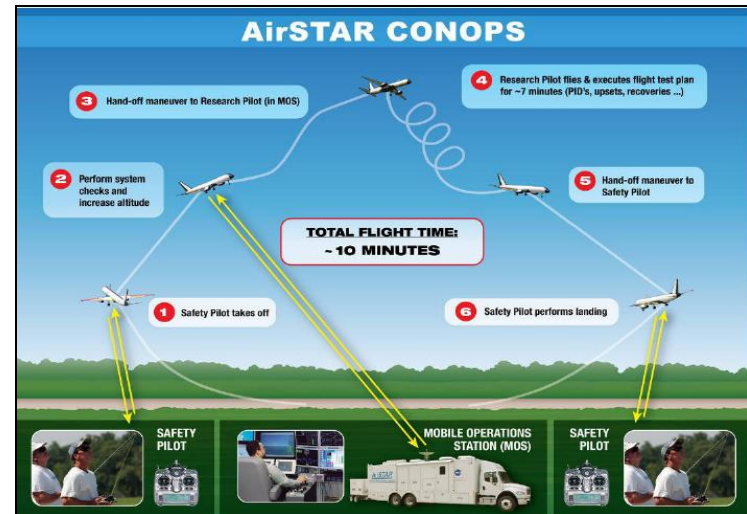 AirSTAR CONOPS
3 Hand-off maneuver to Research Pilot (in MOS)
4 Research Pilot flies & executes flight test plan
for ~7 minutes (PID's, upsets, recoveries ...)
2 Perform system
checks and
increase altitude
5 Hand-off maneuver to
Safety Pilot
TOTAL FLIGHT TIME:
~10 MINUTES
1 Safety Pilot takes off
6 Safety Pilot performs landing
SAFETY
PILOT
MOBILE OPERATIONS
STATION (MOS)
AirSTAR
SAFETY
PILOT